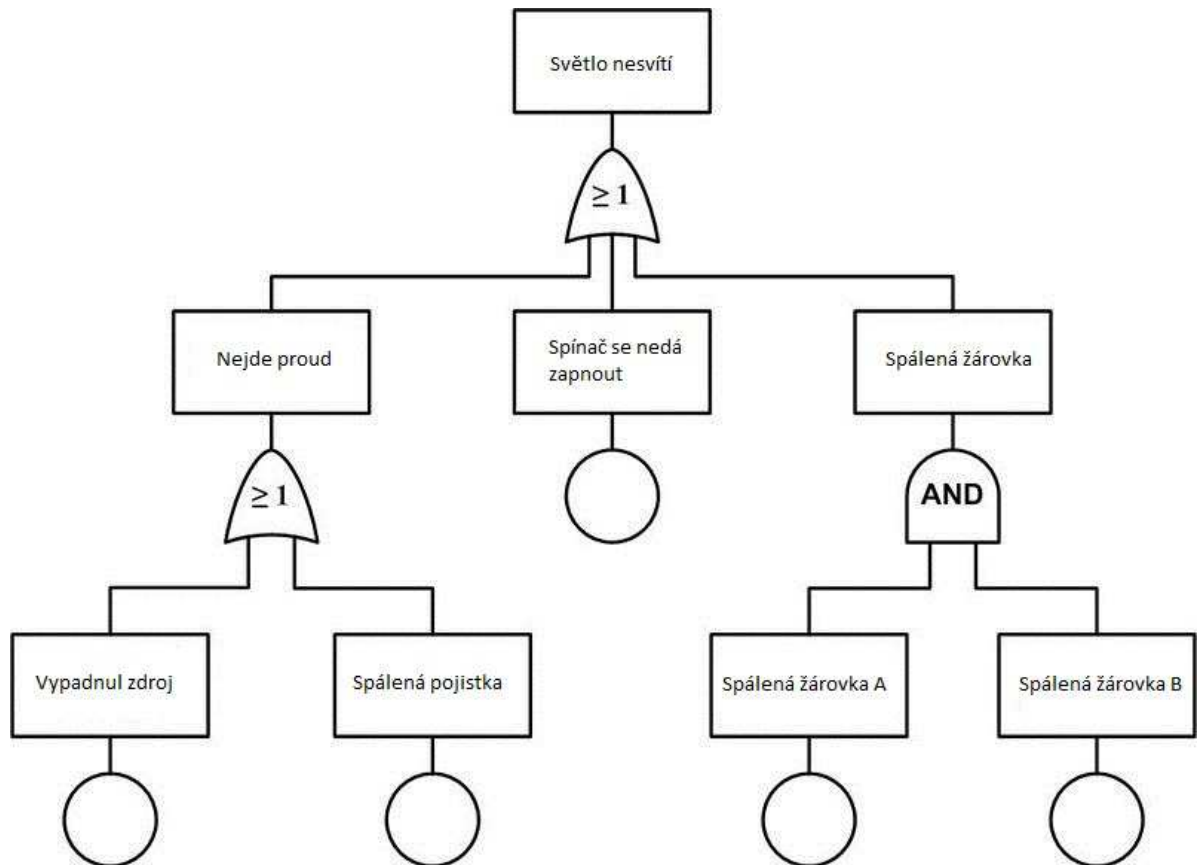 Světlo nesvítí
≥ 1
Nejde proud
Spínač se nedá
zapnout
Spálená žárovka
≥ 1
AND
Vypadnul zdroj
Spálená pojistka
Spálená žárovka A
Spálená žárovka B